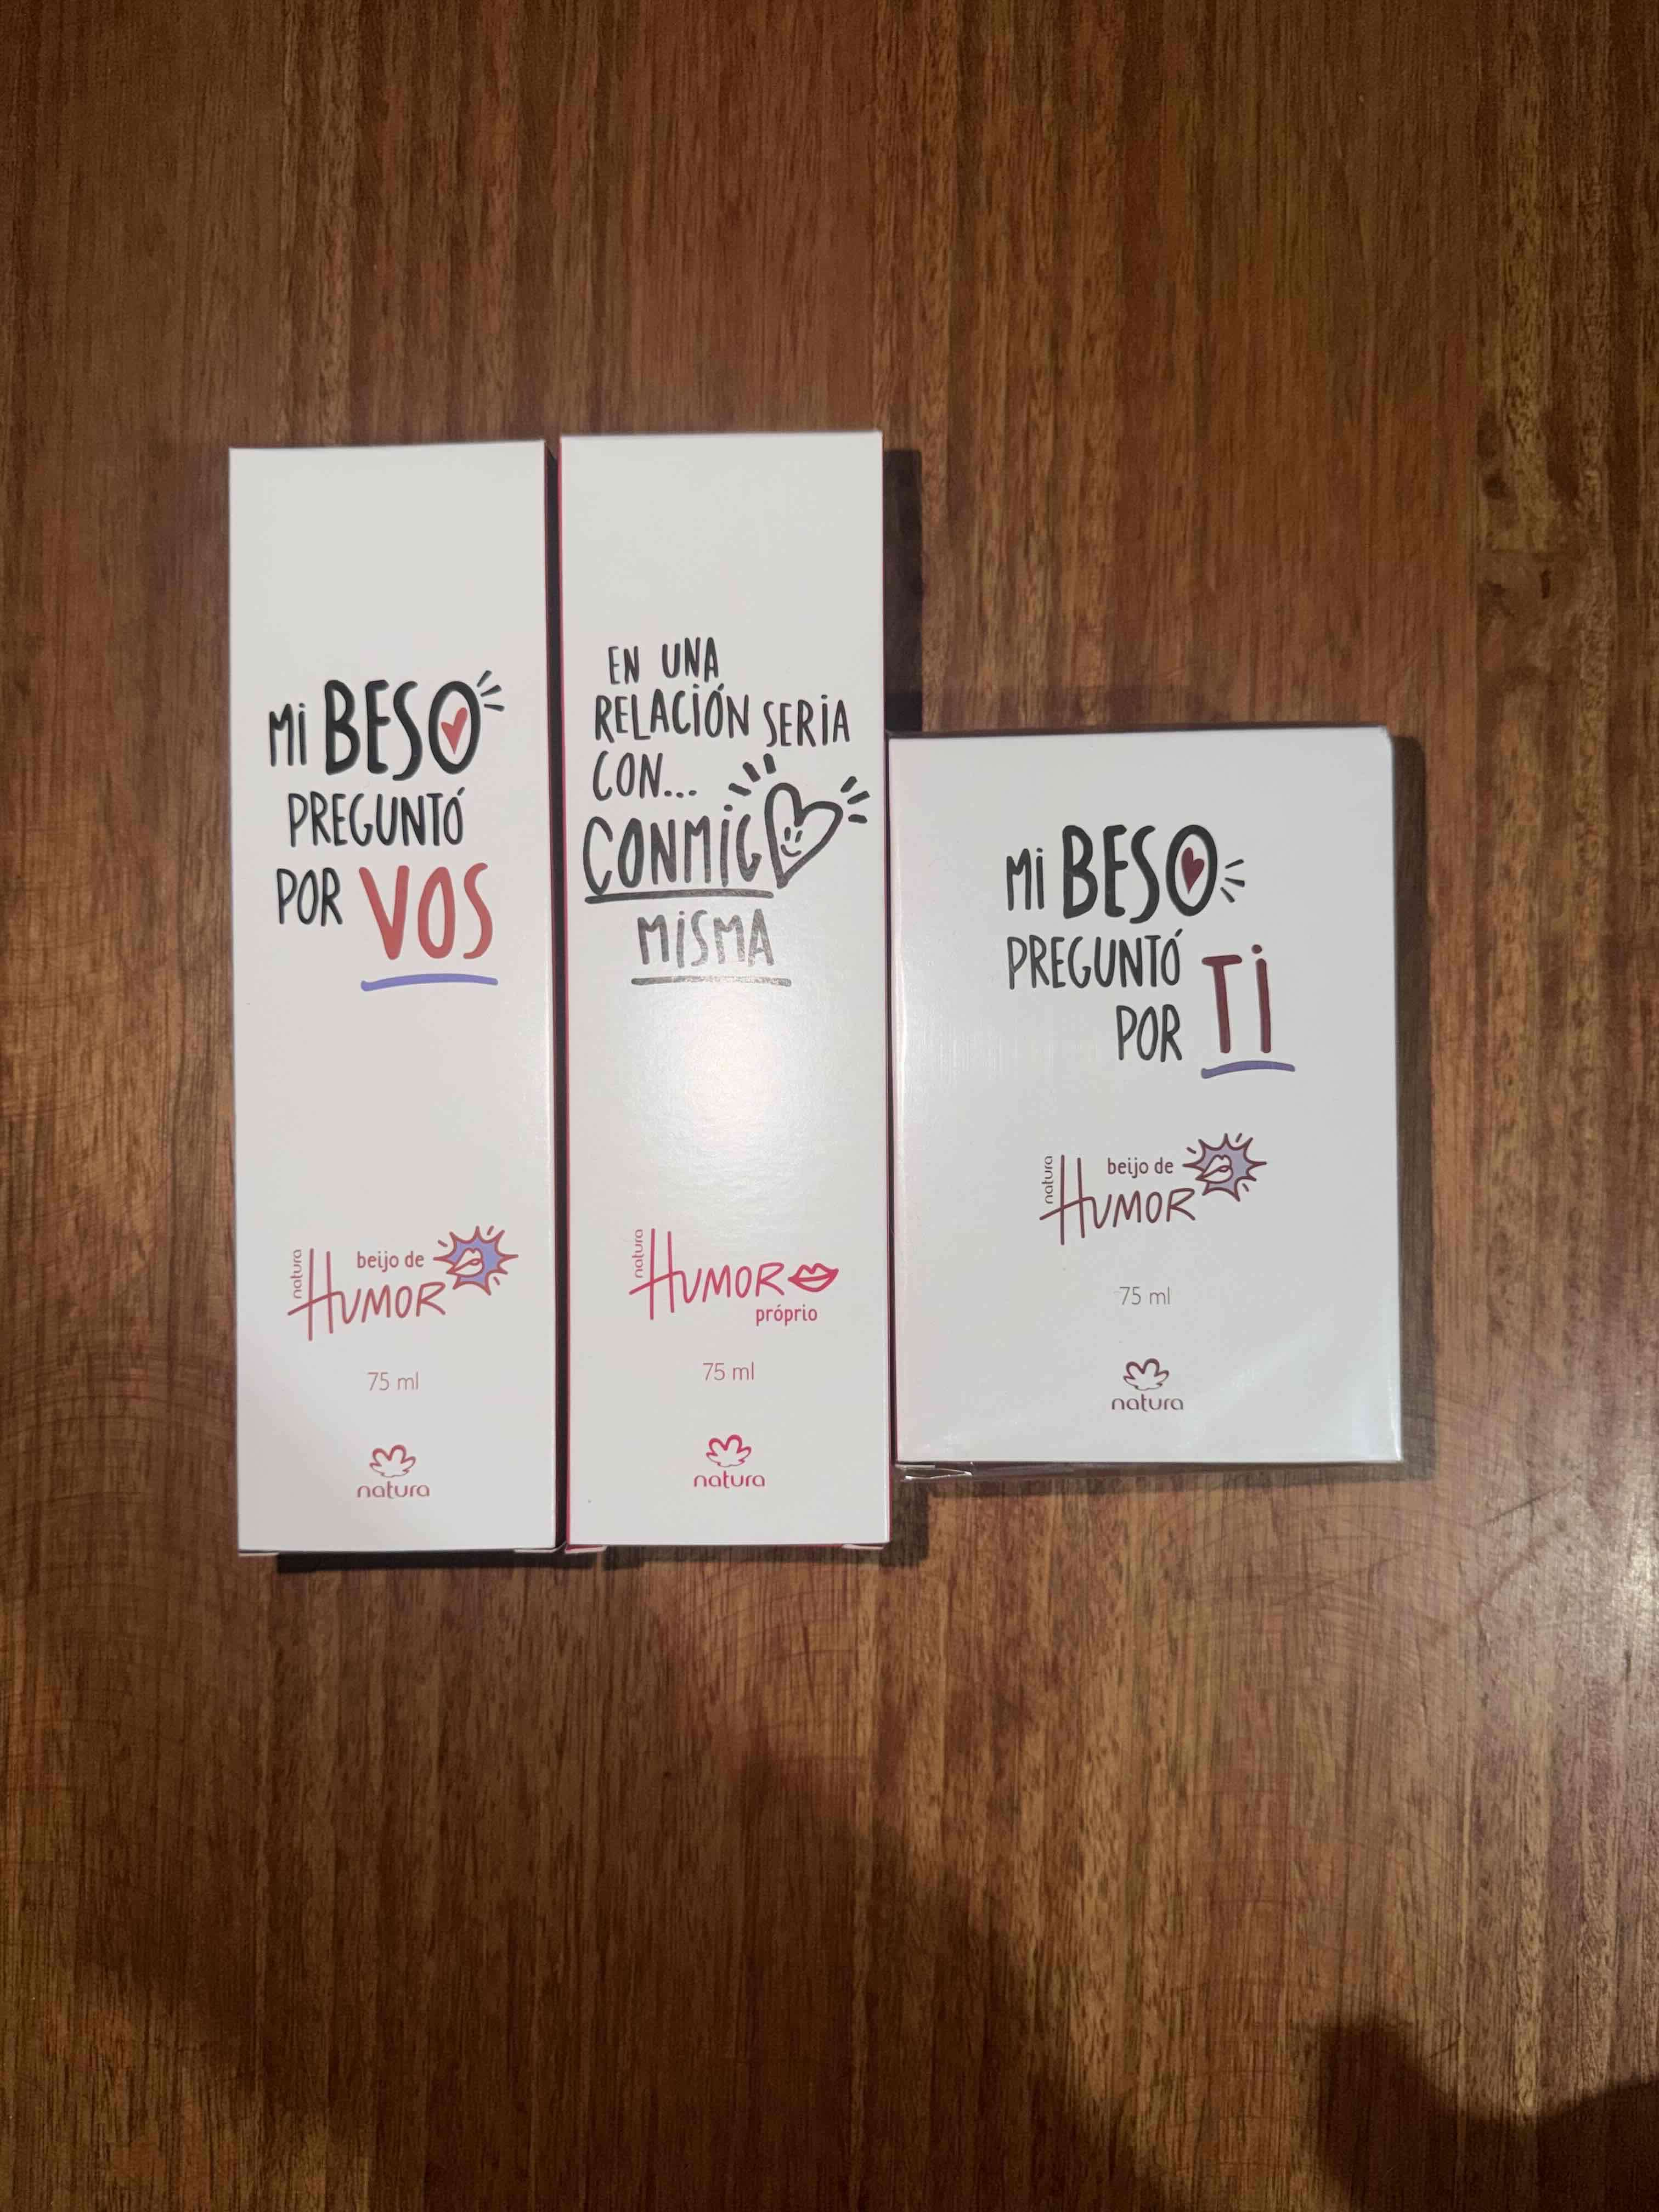 Mi BESO
PREGUNTÓ
POR VOS
natura
beijo de
HUMOR
75 ml
natura
EN UNA
RELACIÓN SERIA
CON...
CONMIGO
MISMA
natura
HUMOR
próprio
75 ml
natura
Mi BESO
PREGUNTÓ
POR TI
natura
beijo de
HUMOR
75 ml
natura